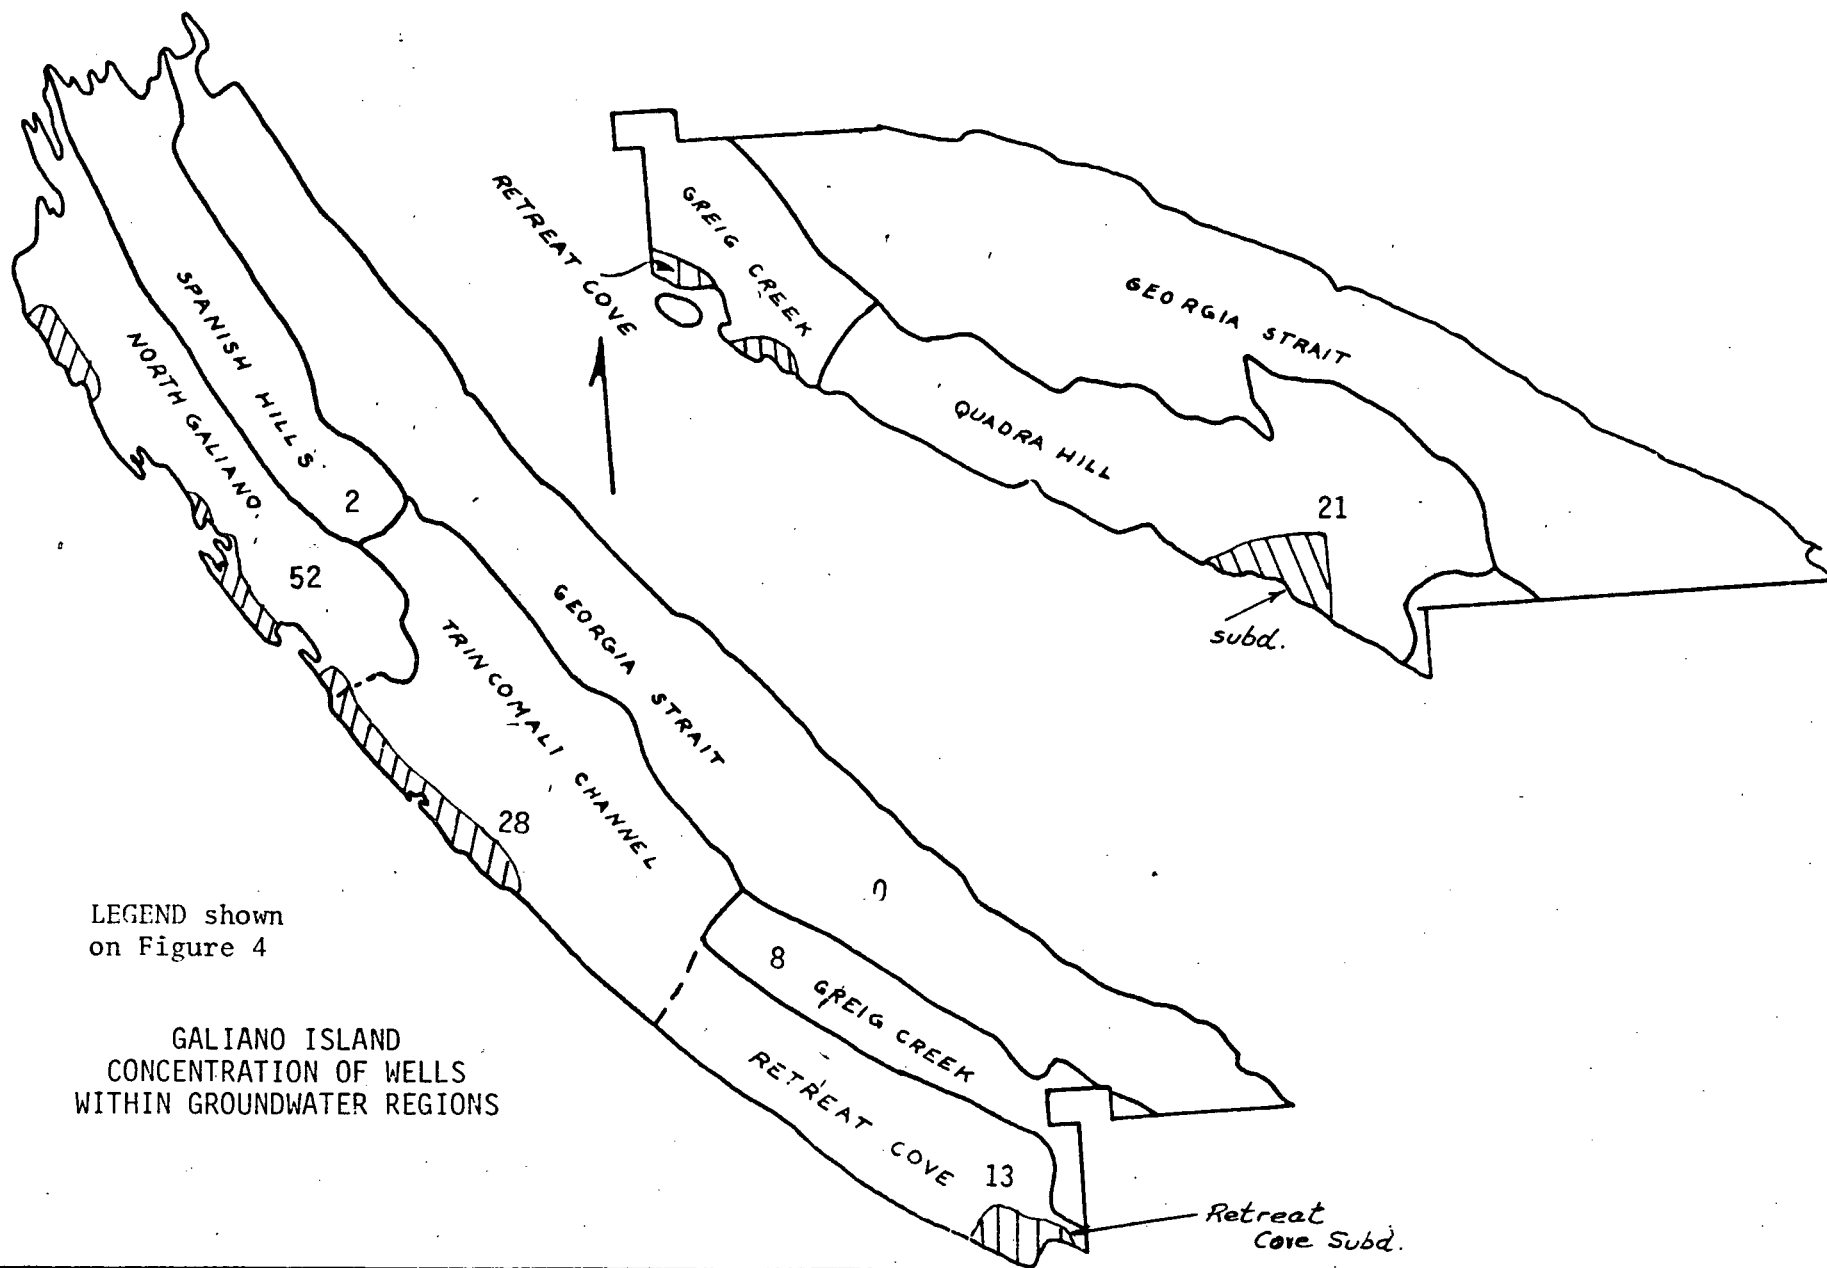 SPANISH HILLS
2
NORTH GALIANO.
52
TRINCOMALI CHANNEL
28
GEORGIA STRAIT
0
8
GREIG CREEK
RETREAT COVE
13
Retreat
Cove Subd.
RETREAT COVE
GREIG CREEK
GEORGIA STRAIT
QUADRA HILL
21
subd.
LEGEND shown
on Figure 4
GALIANO ISLAND
CONCENTRATION OF WELLS
WITHIN GROUNDWATER REGIONS